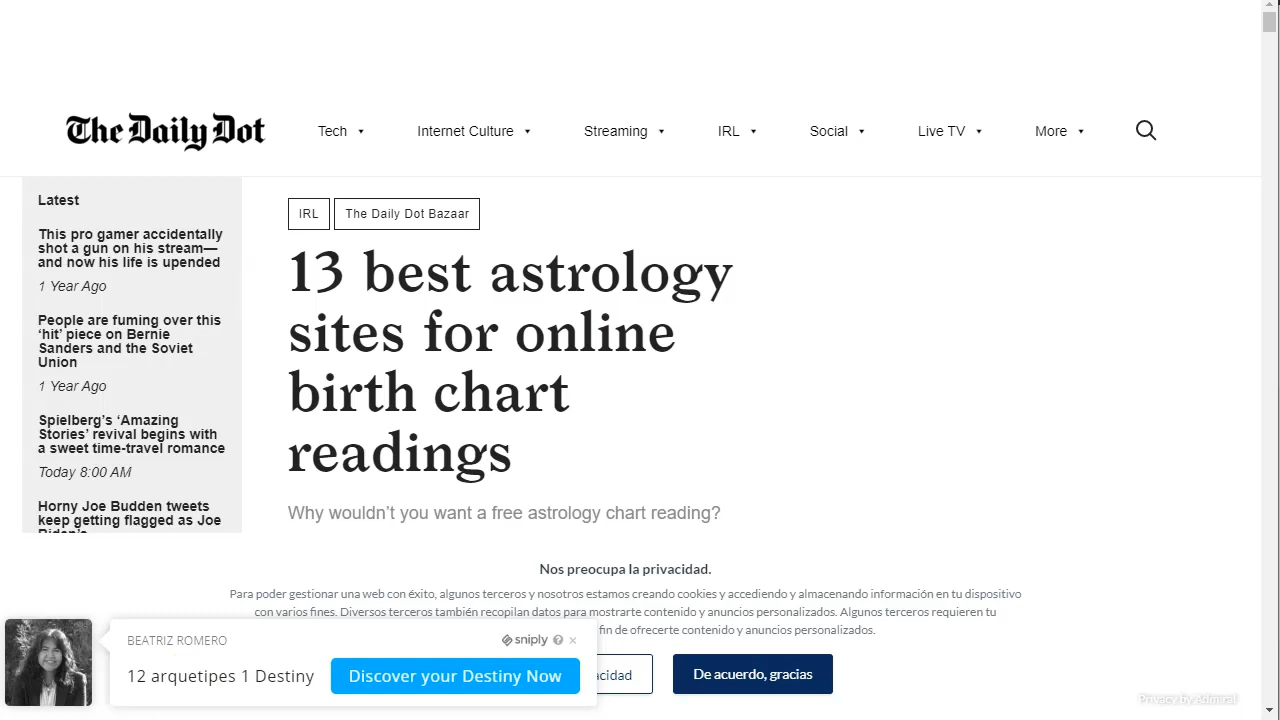 The Daily Dot
Tech
Internet Culture
Streaming
IRL
Social
Live TV
More
Latest
This pro gamer accidentally
shot a gun on his stream—
and now his life is upended
1 Year Ago
People are fuming over this
‘hit’ piece on Bernie
Sanders and the Soviet
Union
1 Year Ago
Spielberg’s ‘Amazing
Stories’ revival begins with
a sweet time-travel romance
Today 8:00 AM
Horny Joe Budden tweets
keep getting flagged as Joe
IRL
The Daily Dot Bazaar
13 best astrology
sites for online
birth chart
readings
Why wouldn’t you want a free astrology chart reading?
Nos preocupa la privacidad.
Para poder gestionar una web con éxito, algunos terceros y nosotros estamos creando cookies y accediendo y almacenando información en tu dispositivo
con varios fines. Diversos terceros también recopilan datos para mostrarte contenido y anuncios personalizados. Algunos terceros requieren tu
fin de ofrecerte contenido y anuncios personalizados.
De acuerdo, gracias
BEATRIZ ROMERO
sniply
12 arquetipes 1 Destiny
Discover your Destiny Now
Privacy by Admiral